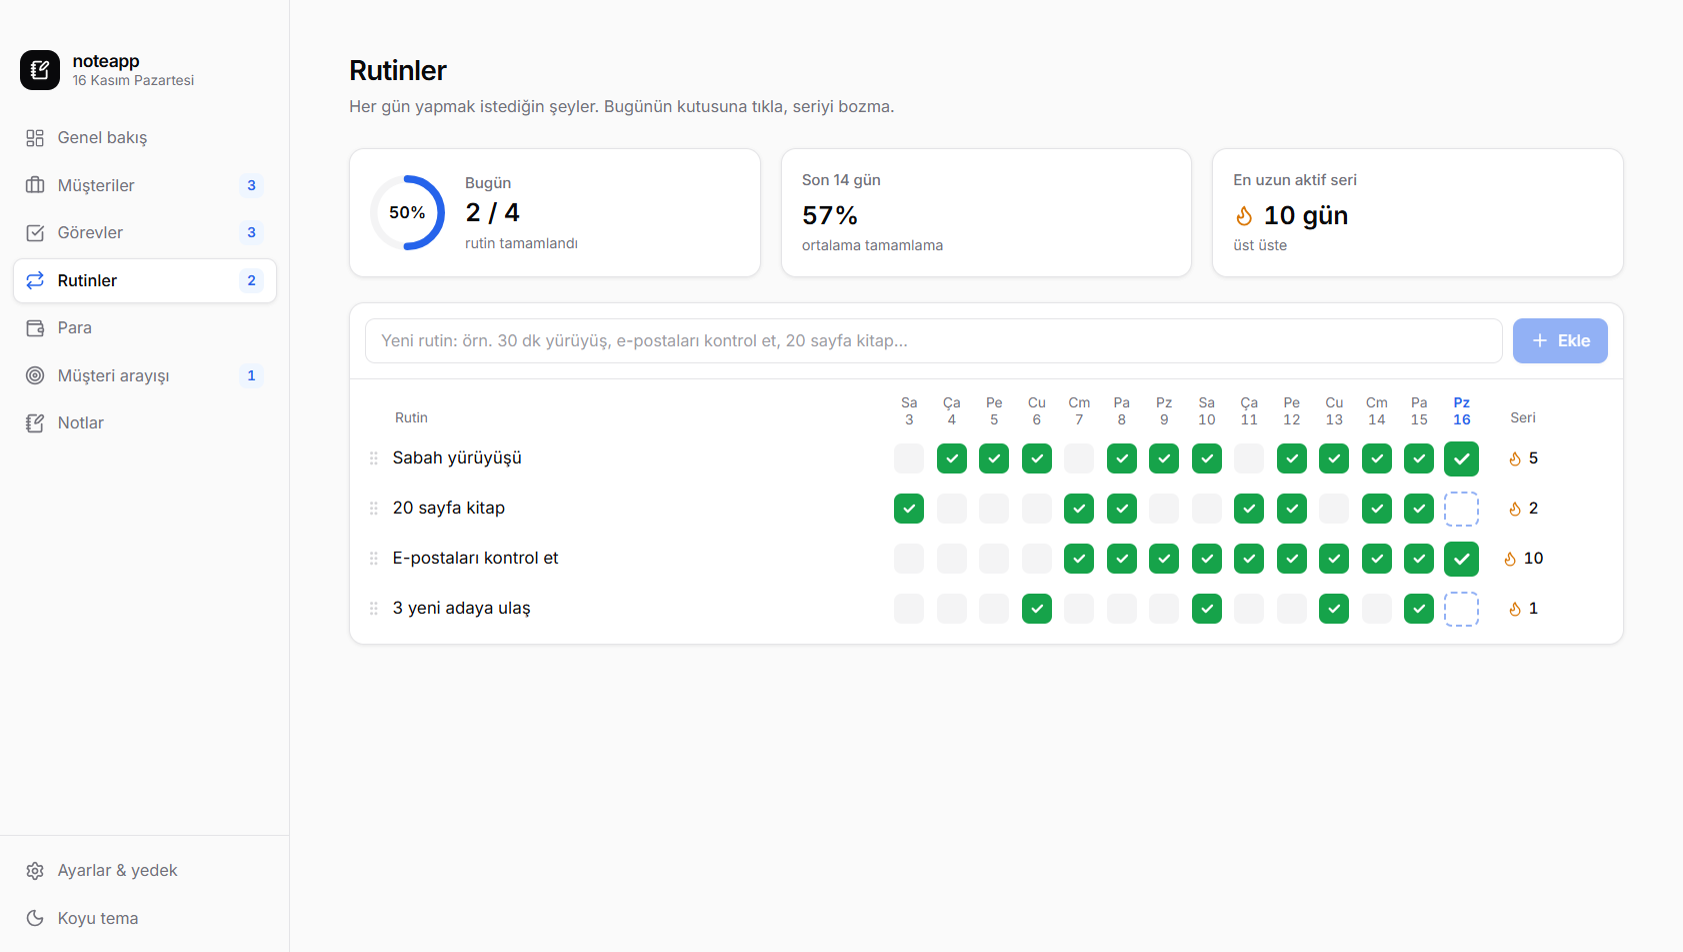 noteapp
16 Kasım Pazartesi
Genel bakış
Müşteriler 3
Görevler 3
Rutinler 2
Para
Müşteri arayışı 1
Notlar
Ayarlar & yedek
Koyu tema
Rutinler
Her gün yapmak istediğin şeyler. Bugünün kutusuna tıkla, seriyi bozma.
50%
Bugün
2 / 4
rutin tamamlandı
Son 14 gün
57%
ortalama tamamlama
En uzun aktif seri
10 gün
üst üste
Yeni rutin: örn. 30 dk yürüyüş, e-postaları kontrol et, 20 sayfa kitap...
Ekle
Sa Ça Pe Cu Cm Pa Pz Sa Ça Pe Cu Cm Pa Pz
Rutin 3 4 5 6 7 8 9 10 11 12 13 14 15 16 Seri
Sabah yürüyüşü 5
20 sayfa kitap 2
E-postaları kontrol et 10
3 yeni adaya ulaş 1